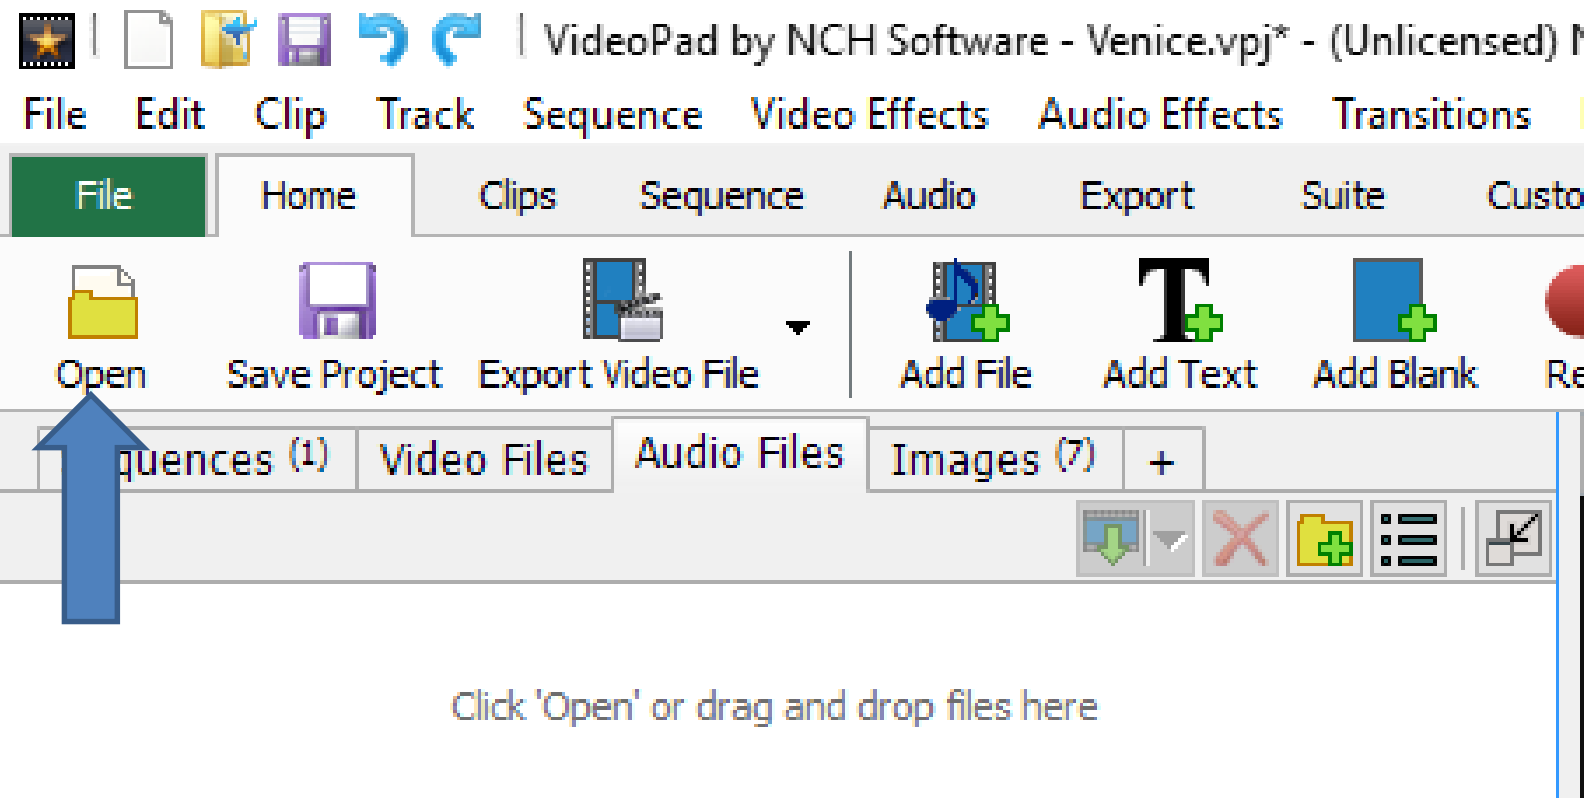 VideoPad by NCH Software - Venice.vpj* - (Unlicensed)
File Edit Clip Track Sequence Video Effects Audio Effects Transitions
File Home Clips Sequence Audio Export Suite Custo
Open Save Project Export Video File Add File Add Text Add Blank Re
quences (1) Video Files Audio Files Images (7) +
Click 'Open' or drag and drop files here